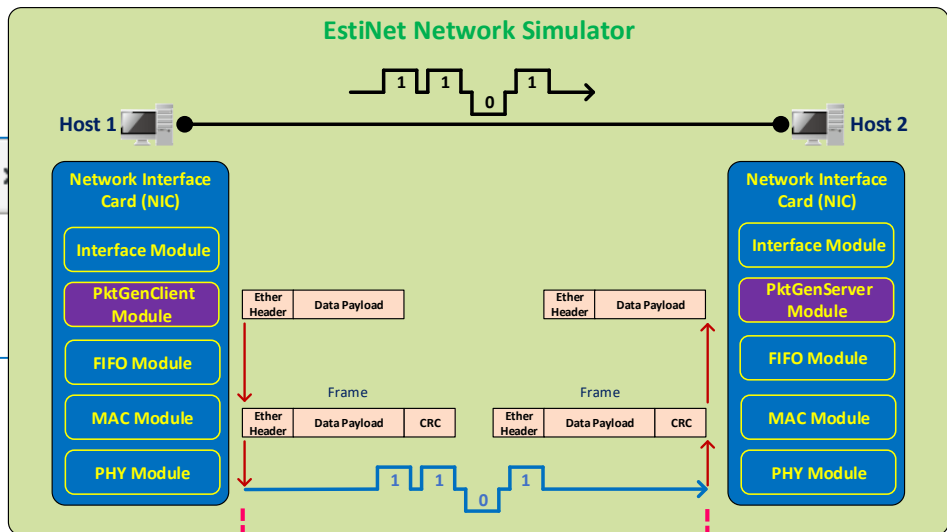 EstiNet Network Simulator
1 1 0 1
Host 1
Host 2
Network Interface
Card (NIC)
Interface Module
PktGenClient
Module
FIFO Module
MAC Module
PHY Module
Ether
Header
Data Payload
Frame
Ether
Header
Data Payload
CRC
Ether
Header
Data Payload
Frame
Ether
Header
Data Payload
CRC
1 1 0 1
Network Interface
Card (NIC)
Interface Module
PktGenServer
Module
FIFO Module
MAC Module
PHY Module